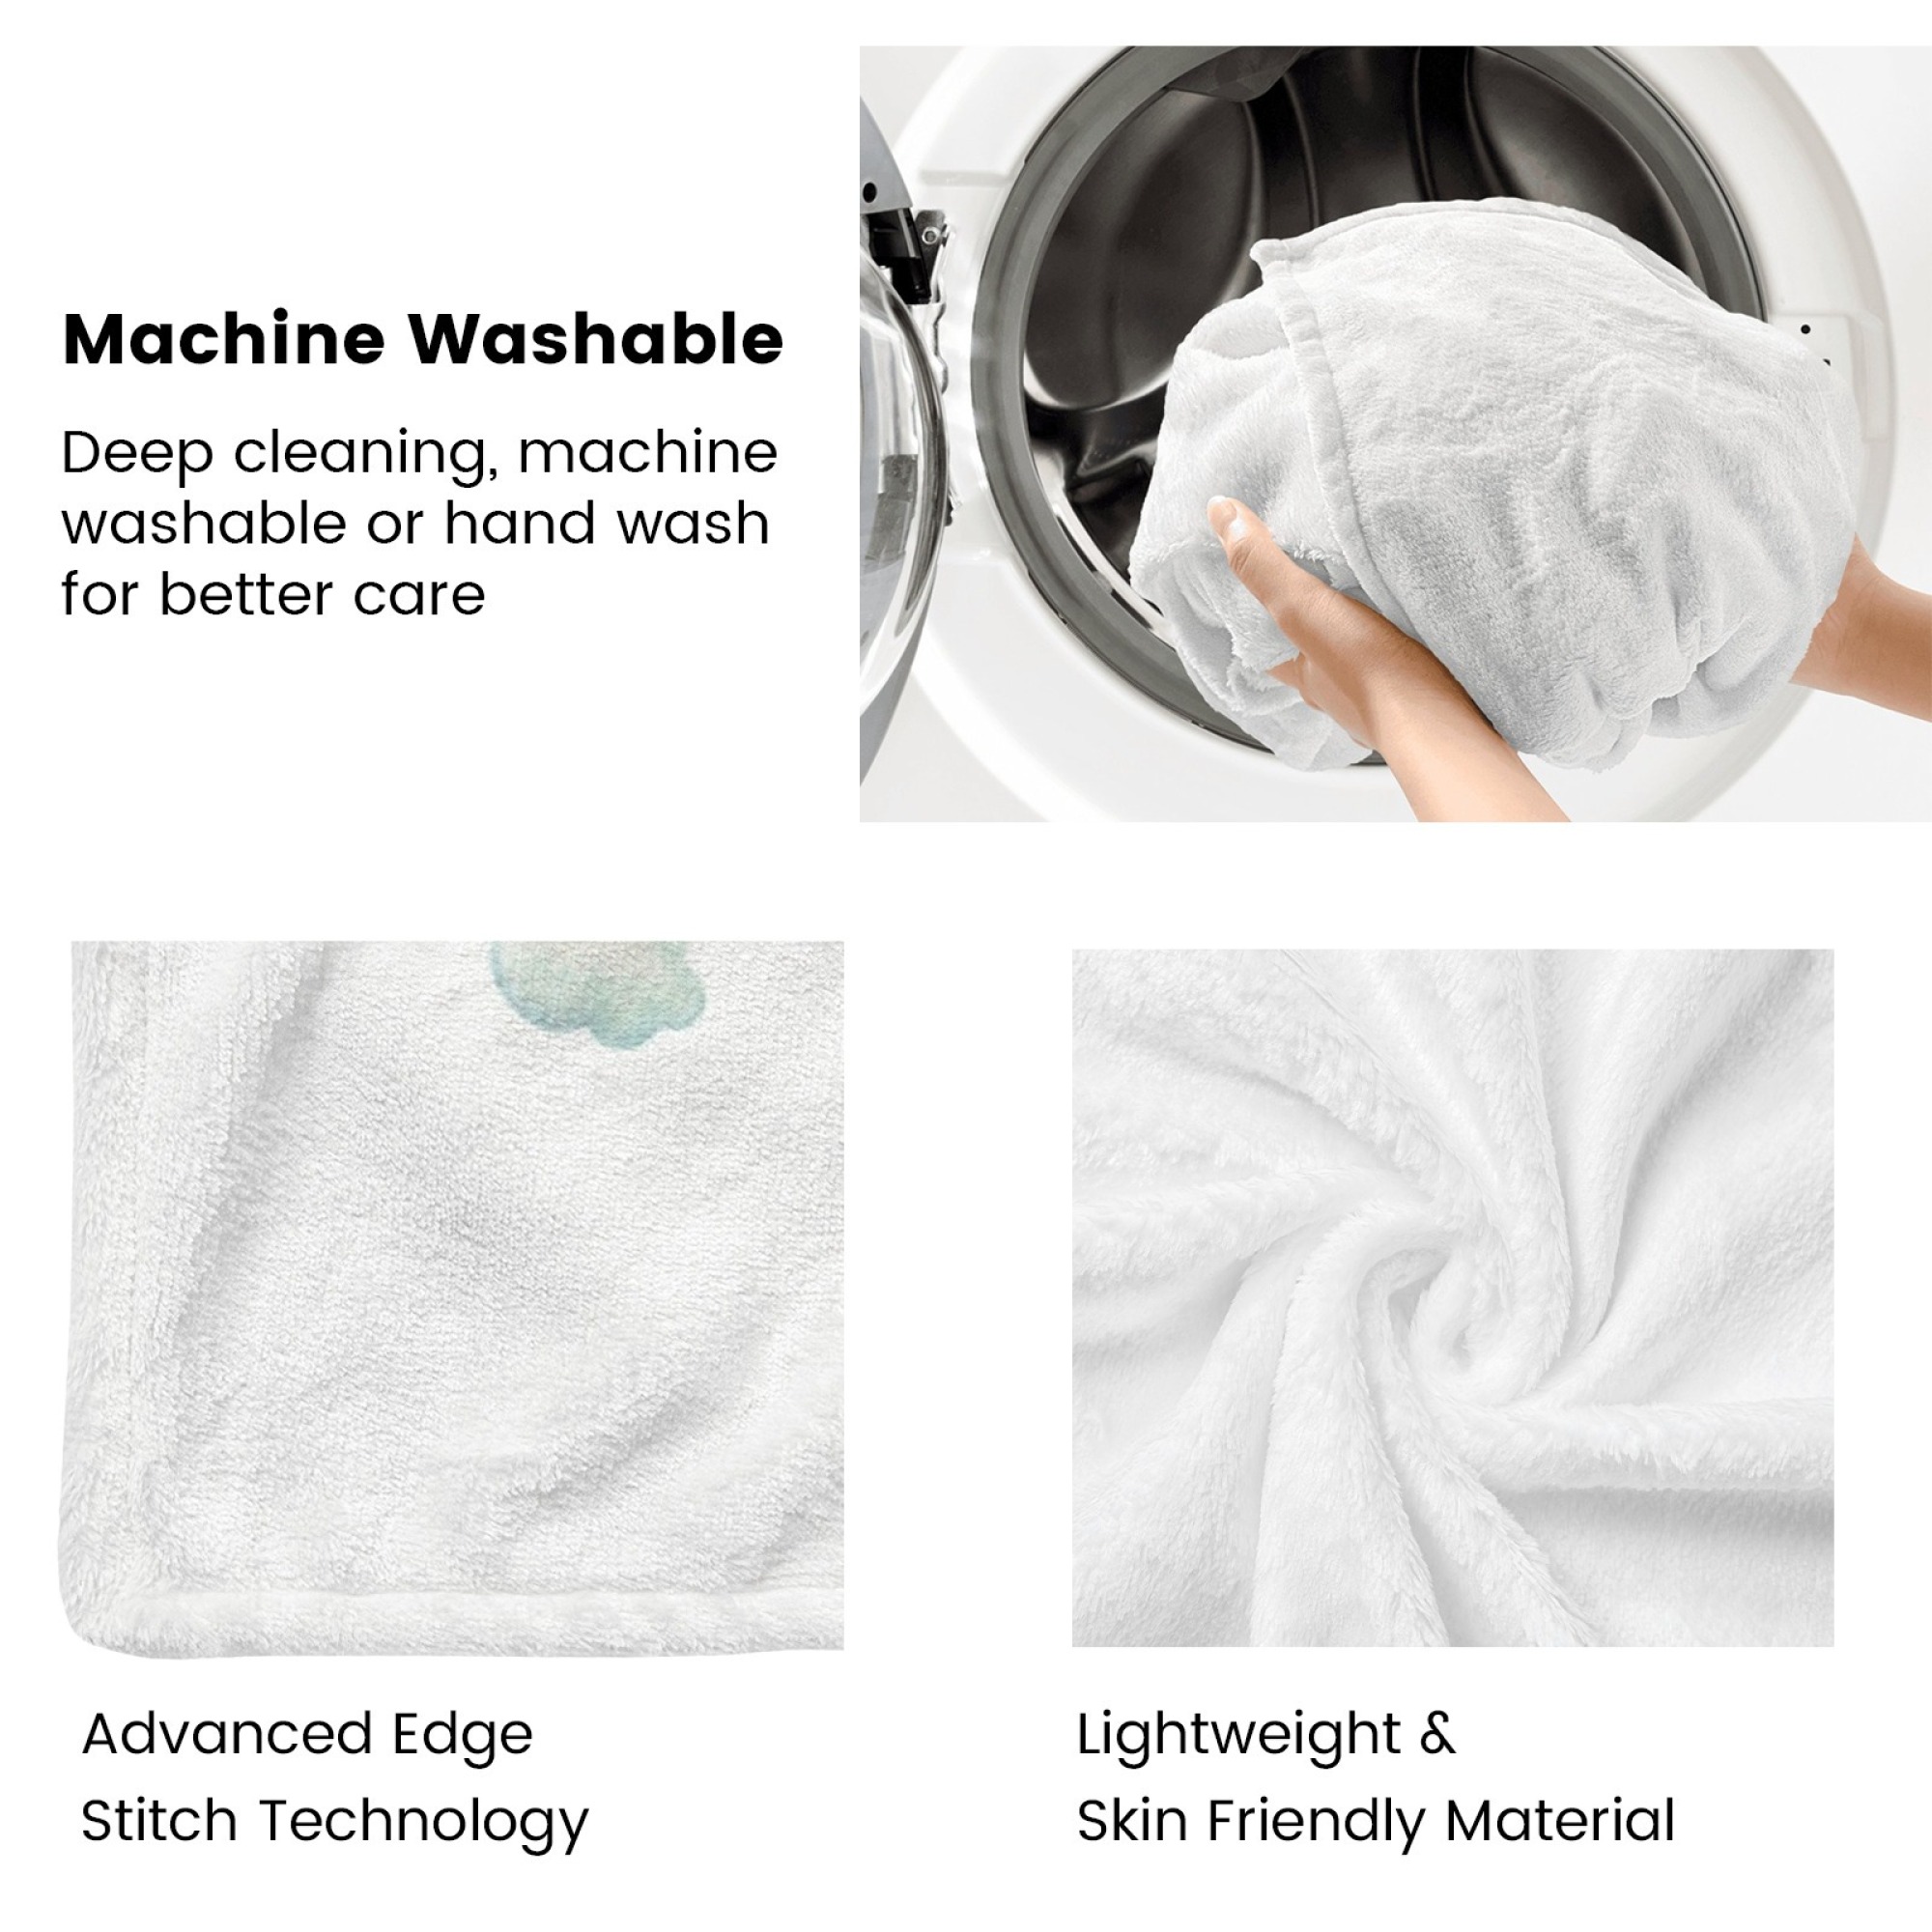 Machine Washable
Deep cleaning, machine
washable or hand wash
for better care
Advanced Edge
Stitch Technology
Lightweight &
Skin Friendly Material